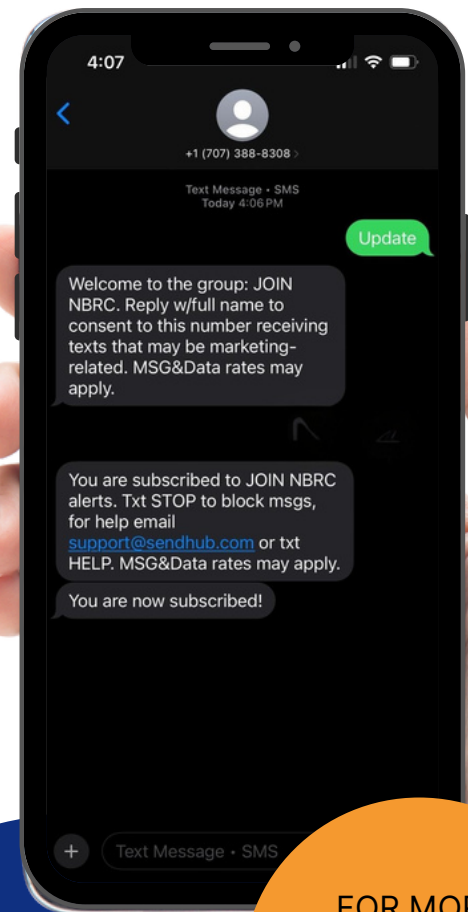 4:07
+1 (707) 388-8308
Text Message • SMS
Today 4:06 PM
Update
Welcome to the group: JOIN
NBRC. Reply w/full name to
consent to this number receiving
texts that may be marketing-
related. MSG&Data rates may
apply.
You are subscribed to JOIN NBRC
alerts. Txt STOP to block msgs,
for help email
support@sendhub.com or txt
HELP. MSG&Data rates may apply.
You are now subscribed!
Text Message • SMS
FOR